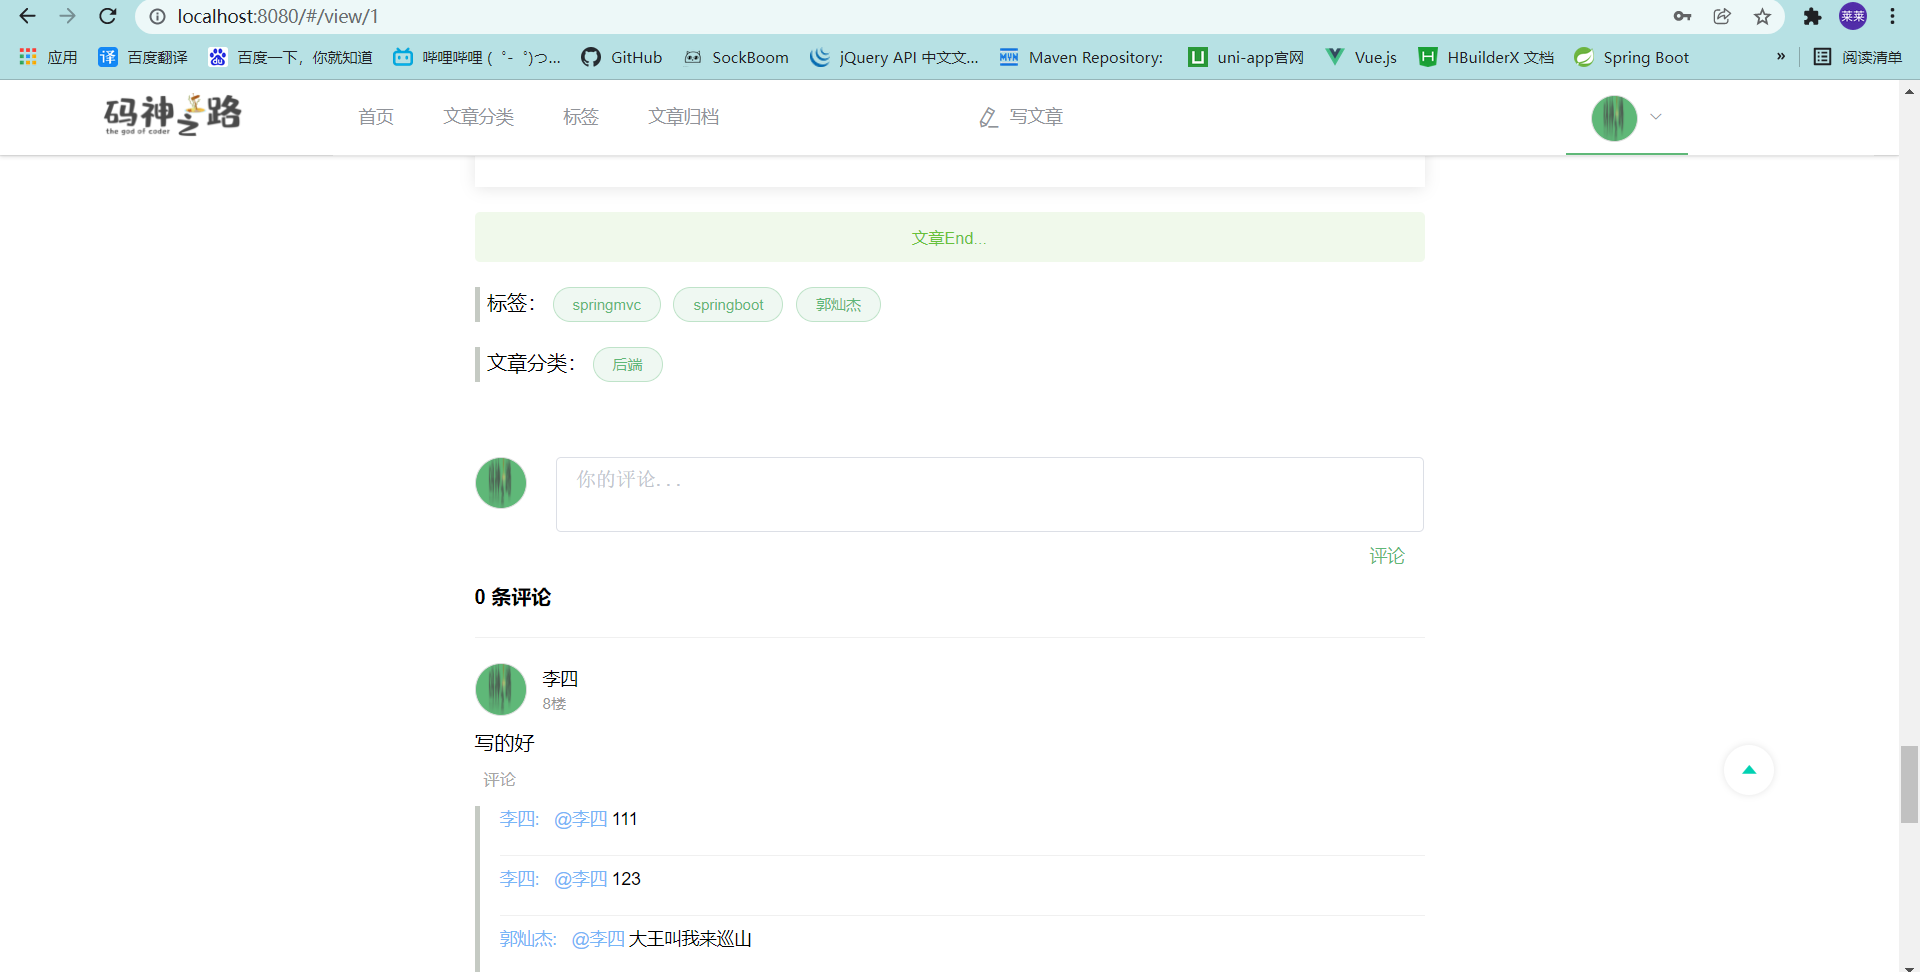 localhost:8080/#/view/1
莱莱
应用 百度翻译 百度一下，你就知道 哔哩哔哩 ( ゜- ゜)つ... GitHub SockBoom jQuery API 中文文... Maven Repository: uni-app官网 Vue.js HBuilderX 文档 Spring Boot » 阅读清单
码神之路
the god of coder
首页 文章分类 标签 文章归档 写文章
文章End...
标签： springmvc springboot 郭灿杰
文章分类： 后端
你的评论...
评论
0 条评论
李四
8楼
写的好
评论
李四: @李四 111
李四: @李四 123
郭灿杰: @李四 大王叫我来巡山